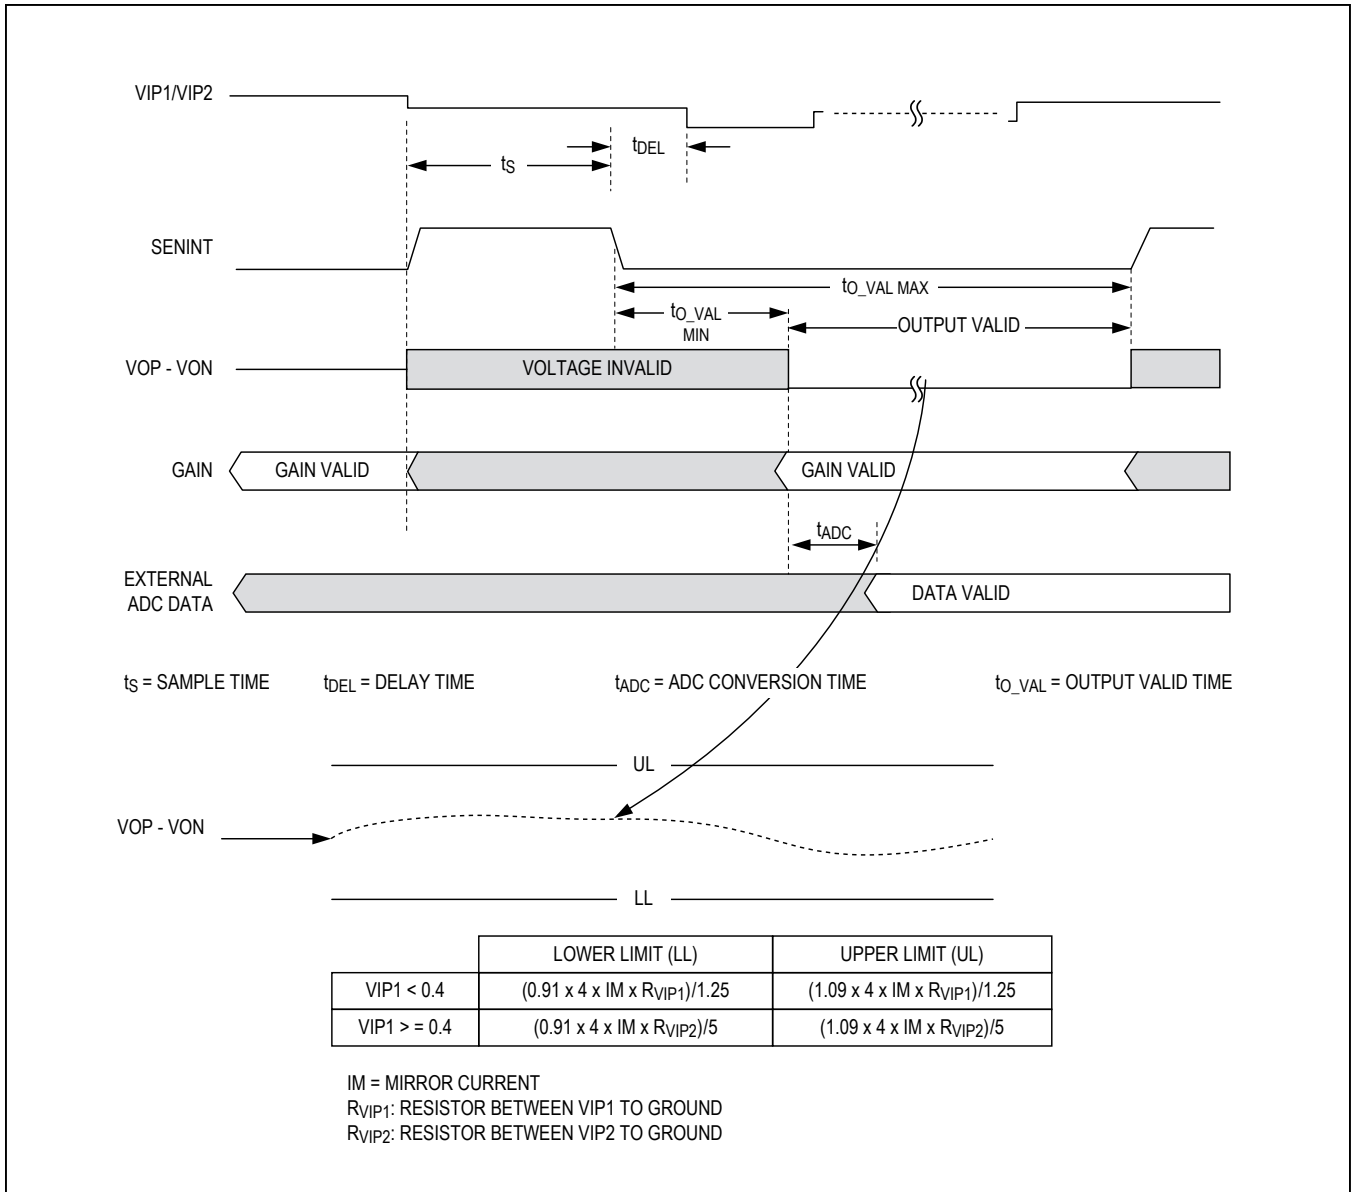 VIP1/VIP2
tDEL
tS
SENINT
tO_VAL MAX
tO_VAL
MIN
OUTPUT VALID
VOP - VON
VOLTAGE INVALID
GAIN
GAIN VALID
GAIN VALID
tADC
EXTERNAL
ADC DATA
DATA VALID
tS = SAMPLE TIME
tDEL = DELAY TIME
tADC = ADC CONVERSION TIME
tO_VAL = OUTPUT VALID TIME
UL
VOP - VON
LL
LOWER LIMIT (LL)
UPPER LIMIT (UL)
VIP1 < 0.4
(0.91 x 4 x IM x RVIP1)/1.25
(1.09 x 4 x IM x RVIP1)/1.25
VIP1 > = 0.4
(0.91 x 4 x IM x RVIP2)/5
(1.09 x 4 x IM x RVIP2)/5
IM = MIRROR CURRENT
RVIP1: RESISTOR BETWEEN VIP1 TO GROUND
RVIP2: RESISTOR BETWEEN VIP2 TO GROUND